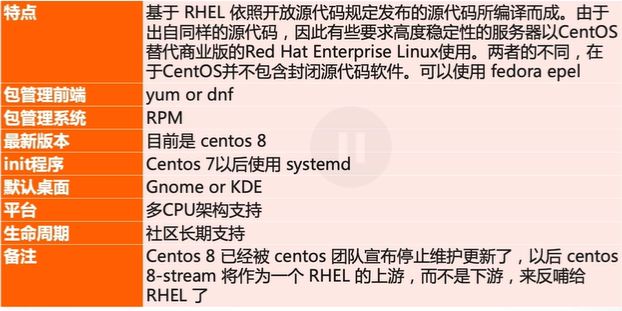 特点
基于 RHEL 依照开放源代码规定发布的源代码所编译而成。由于
出自同样的源代码，因此有些要求高度稳定性的服务器以CentOS
替代商业版的Red Hat Enterprise Linux使用。两者的不同，在
于CentOS并不包含封闭源代码软件。可以使用 fedora epel
包管理前端 yum or dnf
包管理系统 RPM
最新版本 目前是 centos 8
init程序 Centos 7以后使用 systemd
默认桌面 Gnome or KDE
平台 多CPU架构支持
生命周期 社区长期支持
备注
Centos 8 已经被 centos 团队宣布停止维护更新了，以后 centos
8-stream 将作为一个 RHEL 的上游，而不是下游，来反哺给
RHEL 了